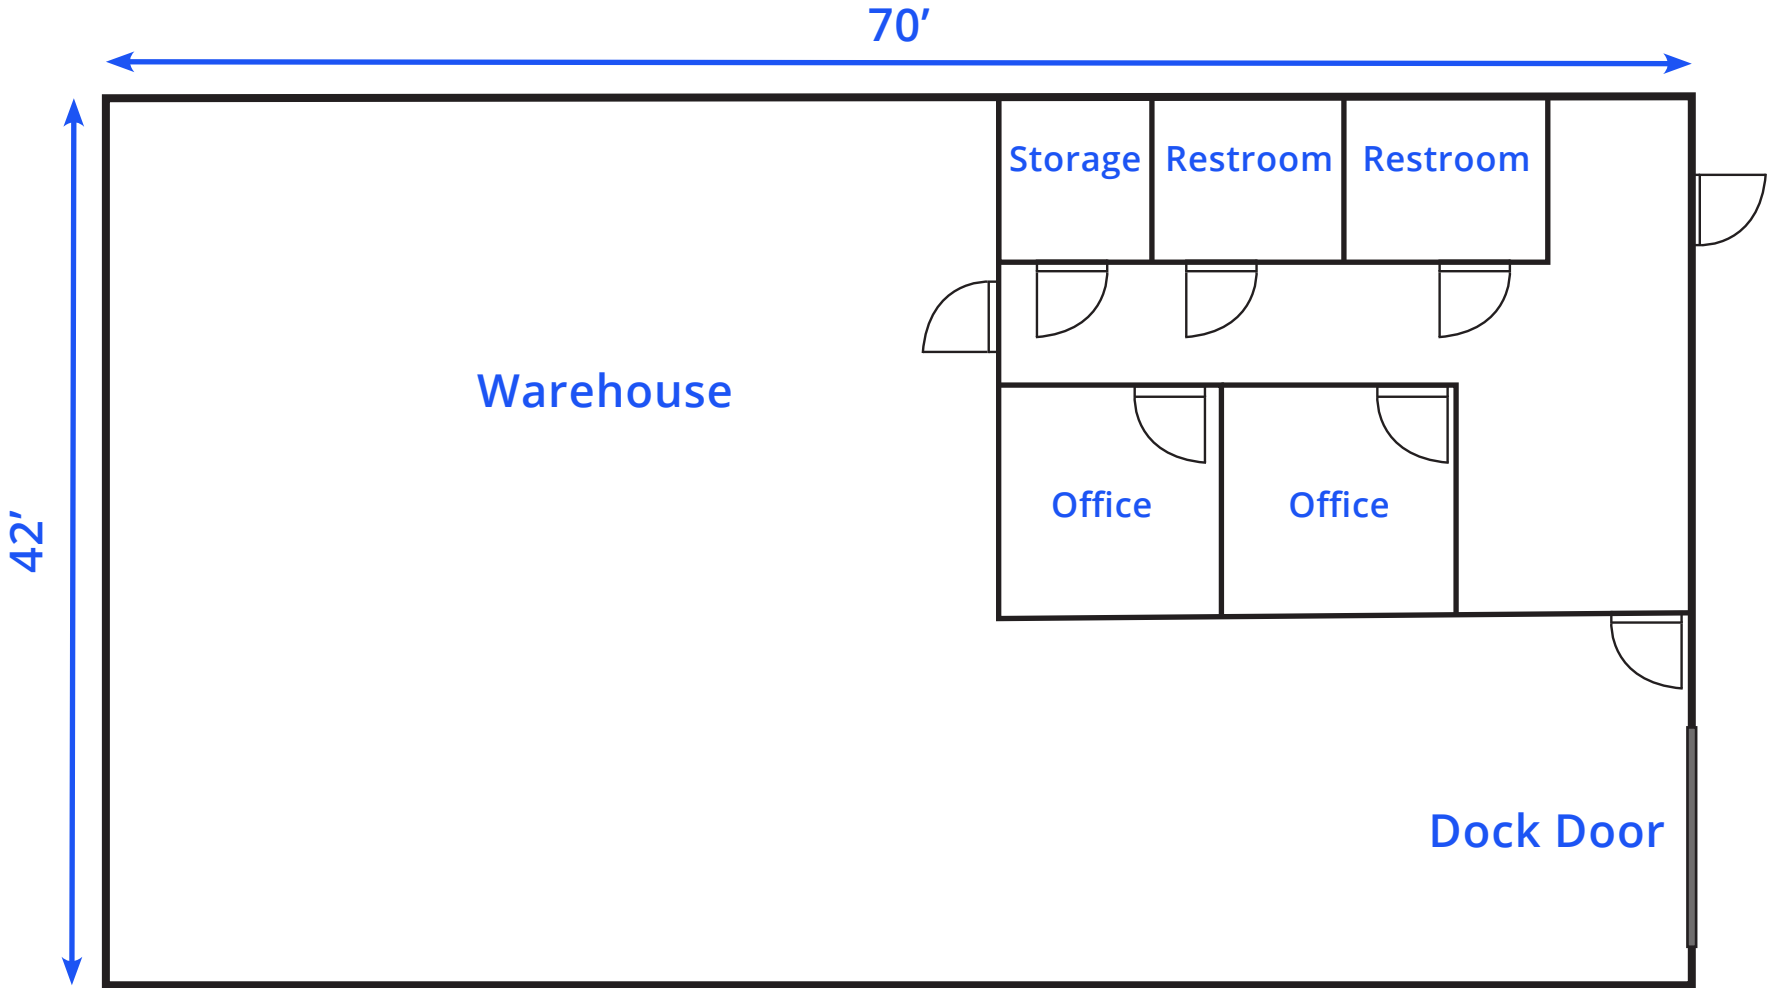 70’
Storage
Restroom
Restroom
Warehouse
42’
Office
Office
Dock Door